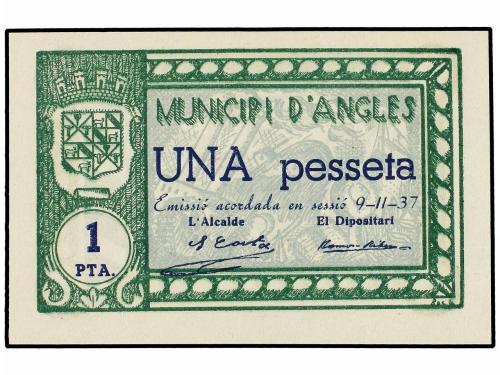 MUNICIPI D'ANGLES
UNA pesseta
Emissió acordada en sessió 9-11-37
L'Alcalde El Dipositari
1
PTA.